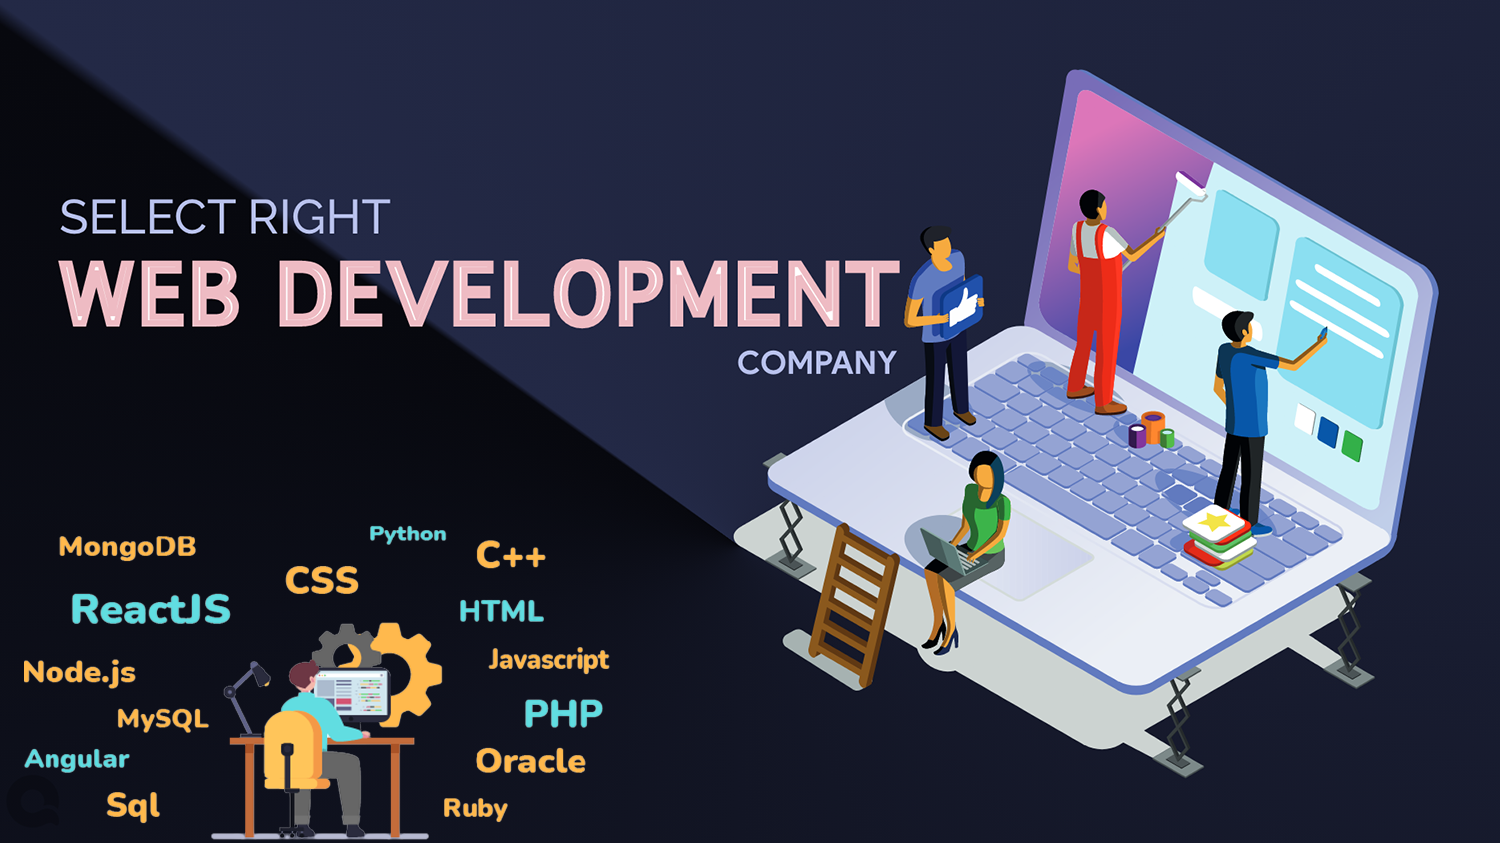 SELECT RIGHT
WEB DEVELOPMENT
COMPANY
MongoDB
Python
C++
CSS
ReactJS
HTML
Node.js
Javascript
MySQL
PHP
Angular
Oracle
Sql
Ruby